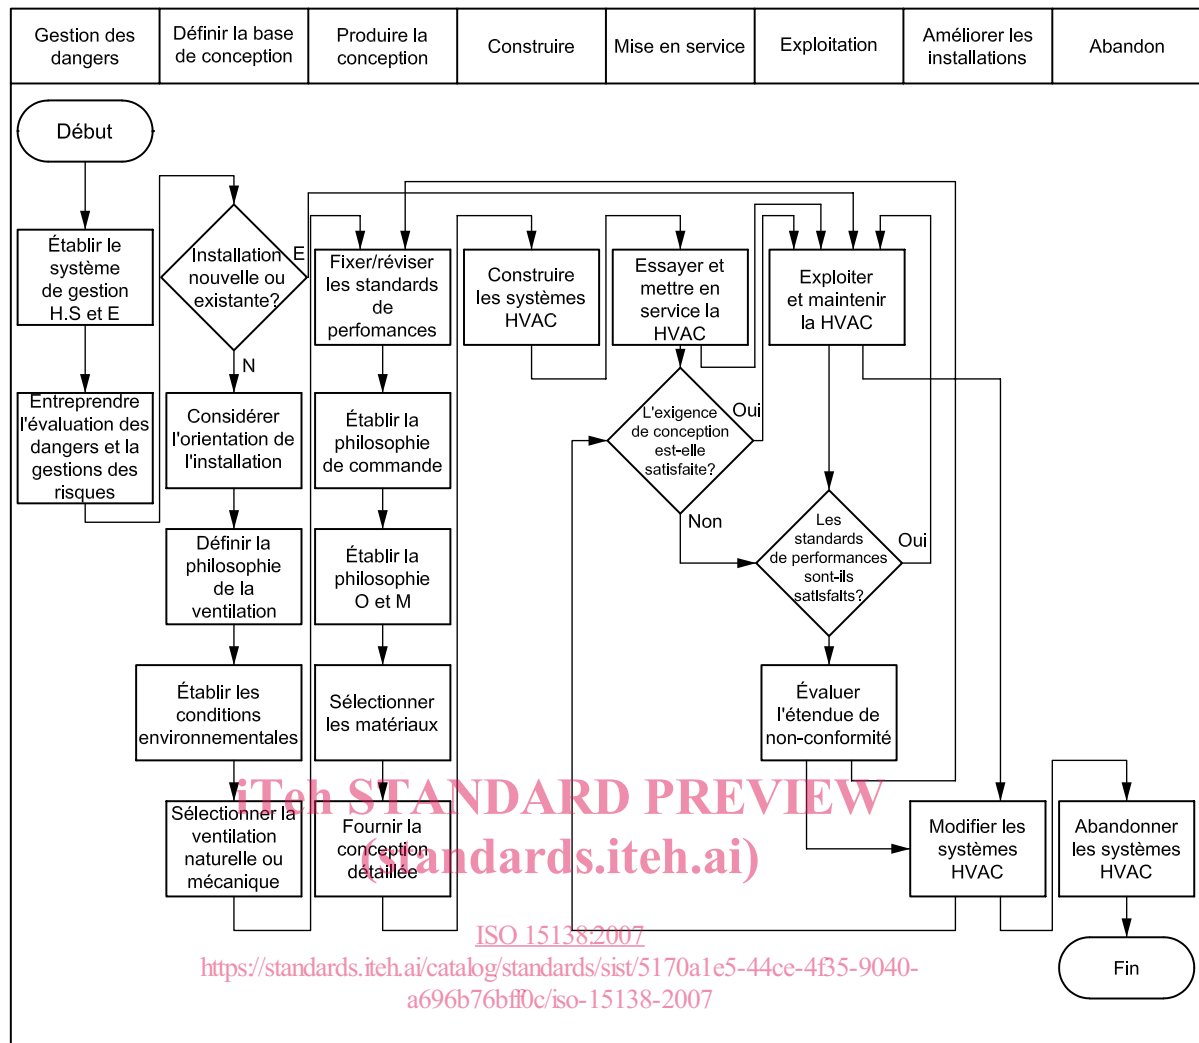 Gestion des
dangers
Définir la base
de conception
Produire la
conception
Construire
Mise en service
Exploitation
Améliorer les
installations
Abandon
Début
Établir le
système
de gestion
H.S et E
Entreprendre
l'évaluation des
dangers et la
gestions des
risques
Installation
nouvelle ou
existante?
E
N
Considérer
l'orientation de
l'installation
Définir la
philosophie
de la
ventilation
Établir les
conditions
environnementales
Sélectionner la
ventilation
naturelle ou
mécanique
Fixer/réviser
les standards
de
perfomances
Établir la
philosophie
de commande
Établir la
philosophie
O et M
Sélectionner
les matériaux
Fournir la
conception
détaillée
Construire
les systèmes
HVAC
Essayer et
mettre en
service la
HVAC
L'exigence
de conception
est-elle
satisfaite?
Oui
Non
Exploiter
et maintenir
la HVAC
Les
standards
de performances
sont-ils
satisfaits?
Oui
Évaluer
l'étendue de
non-conformité
Modifier les
systèmes
HVAC
Abandonner
les systèmes
HVAC
Fin
iTeh STANDARD PREVIEW
(standards.iteh.ai)
ISO 15138:2007
https://standards.iteh.ai/catalog/standards/sist/5170a1e5-44ce-4f35-9040-
a696b76bff0c/iso-15138-2007